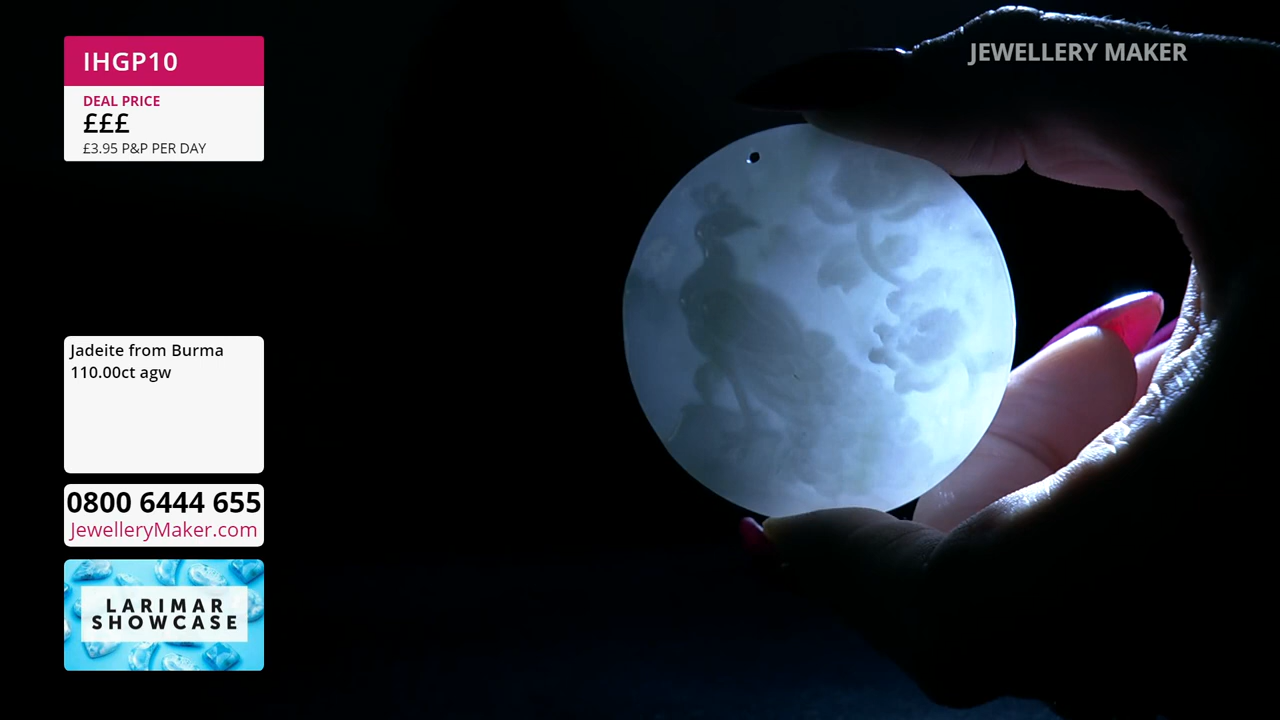 IHGP10
DEAL PRICE
£££
£3.95 P&P PER DAY
JEWELLERY MAKER
Jadeite from Burma
110.00ct agw
0800 6444 655
JewelleryMaker.com
LARIMAR
SHOWCASE